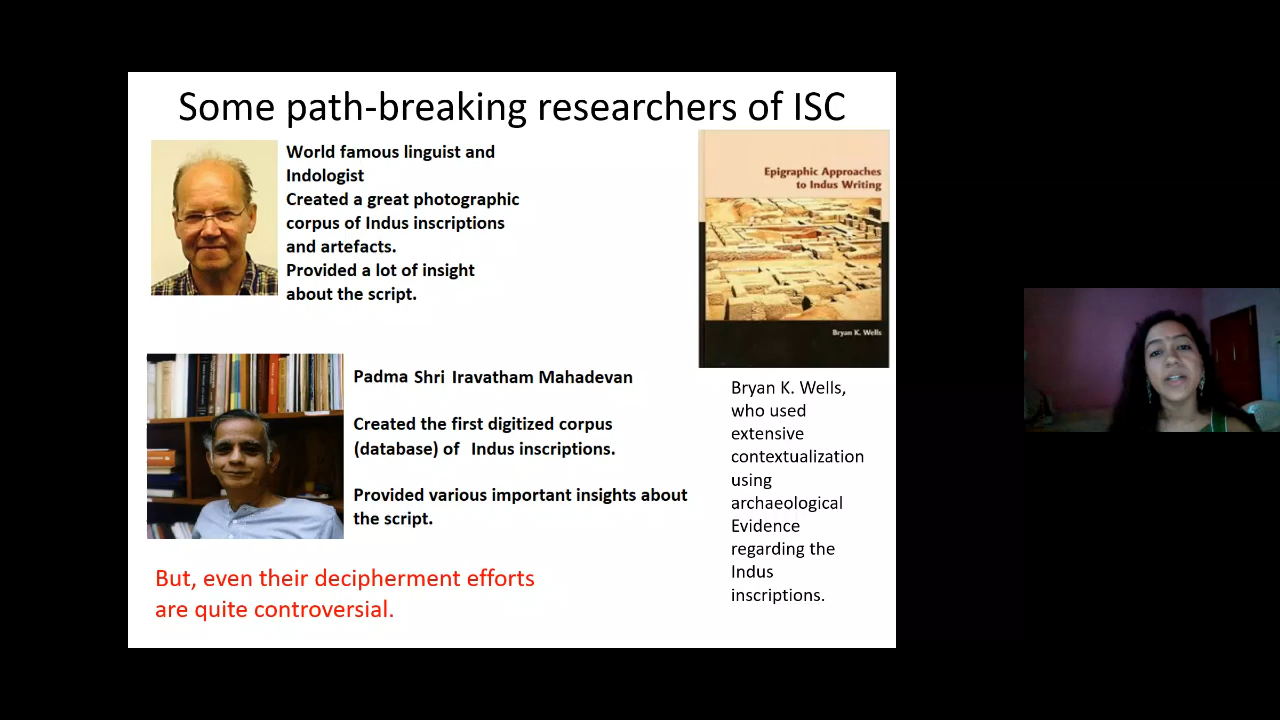 Some path-breaking researchers of ISC
World famous linguist and
Indologist
Created a great photographic
corpus of Indus inscriptions
and artefacts.
Provided a lot of insight
about the script.
Padma Shri Iravatham Mahadevan
Created the first digitized corpus
(database) of Indus inscriptions.
Provided various important insights about
the script.
But, even their decipherment efforts
are quite controversial.
Epigraphic Approaches
to Indus Writing
Bryan K. Wells
Bryan K. Wells,
who used
extensive
contextualization
using
archaeological
Evidence
regarding the
Indus
inscriptions.